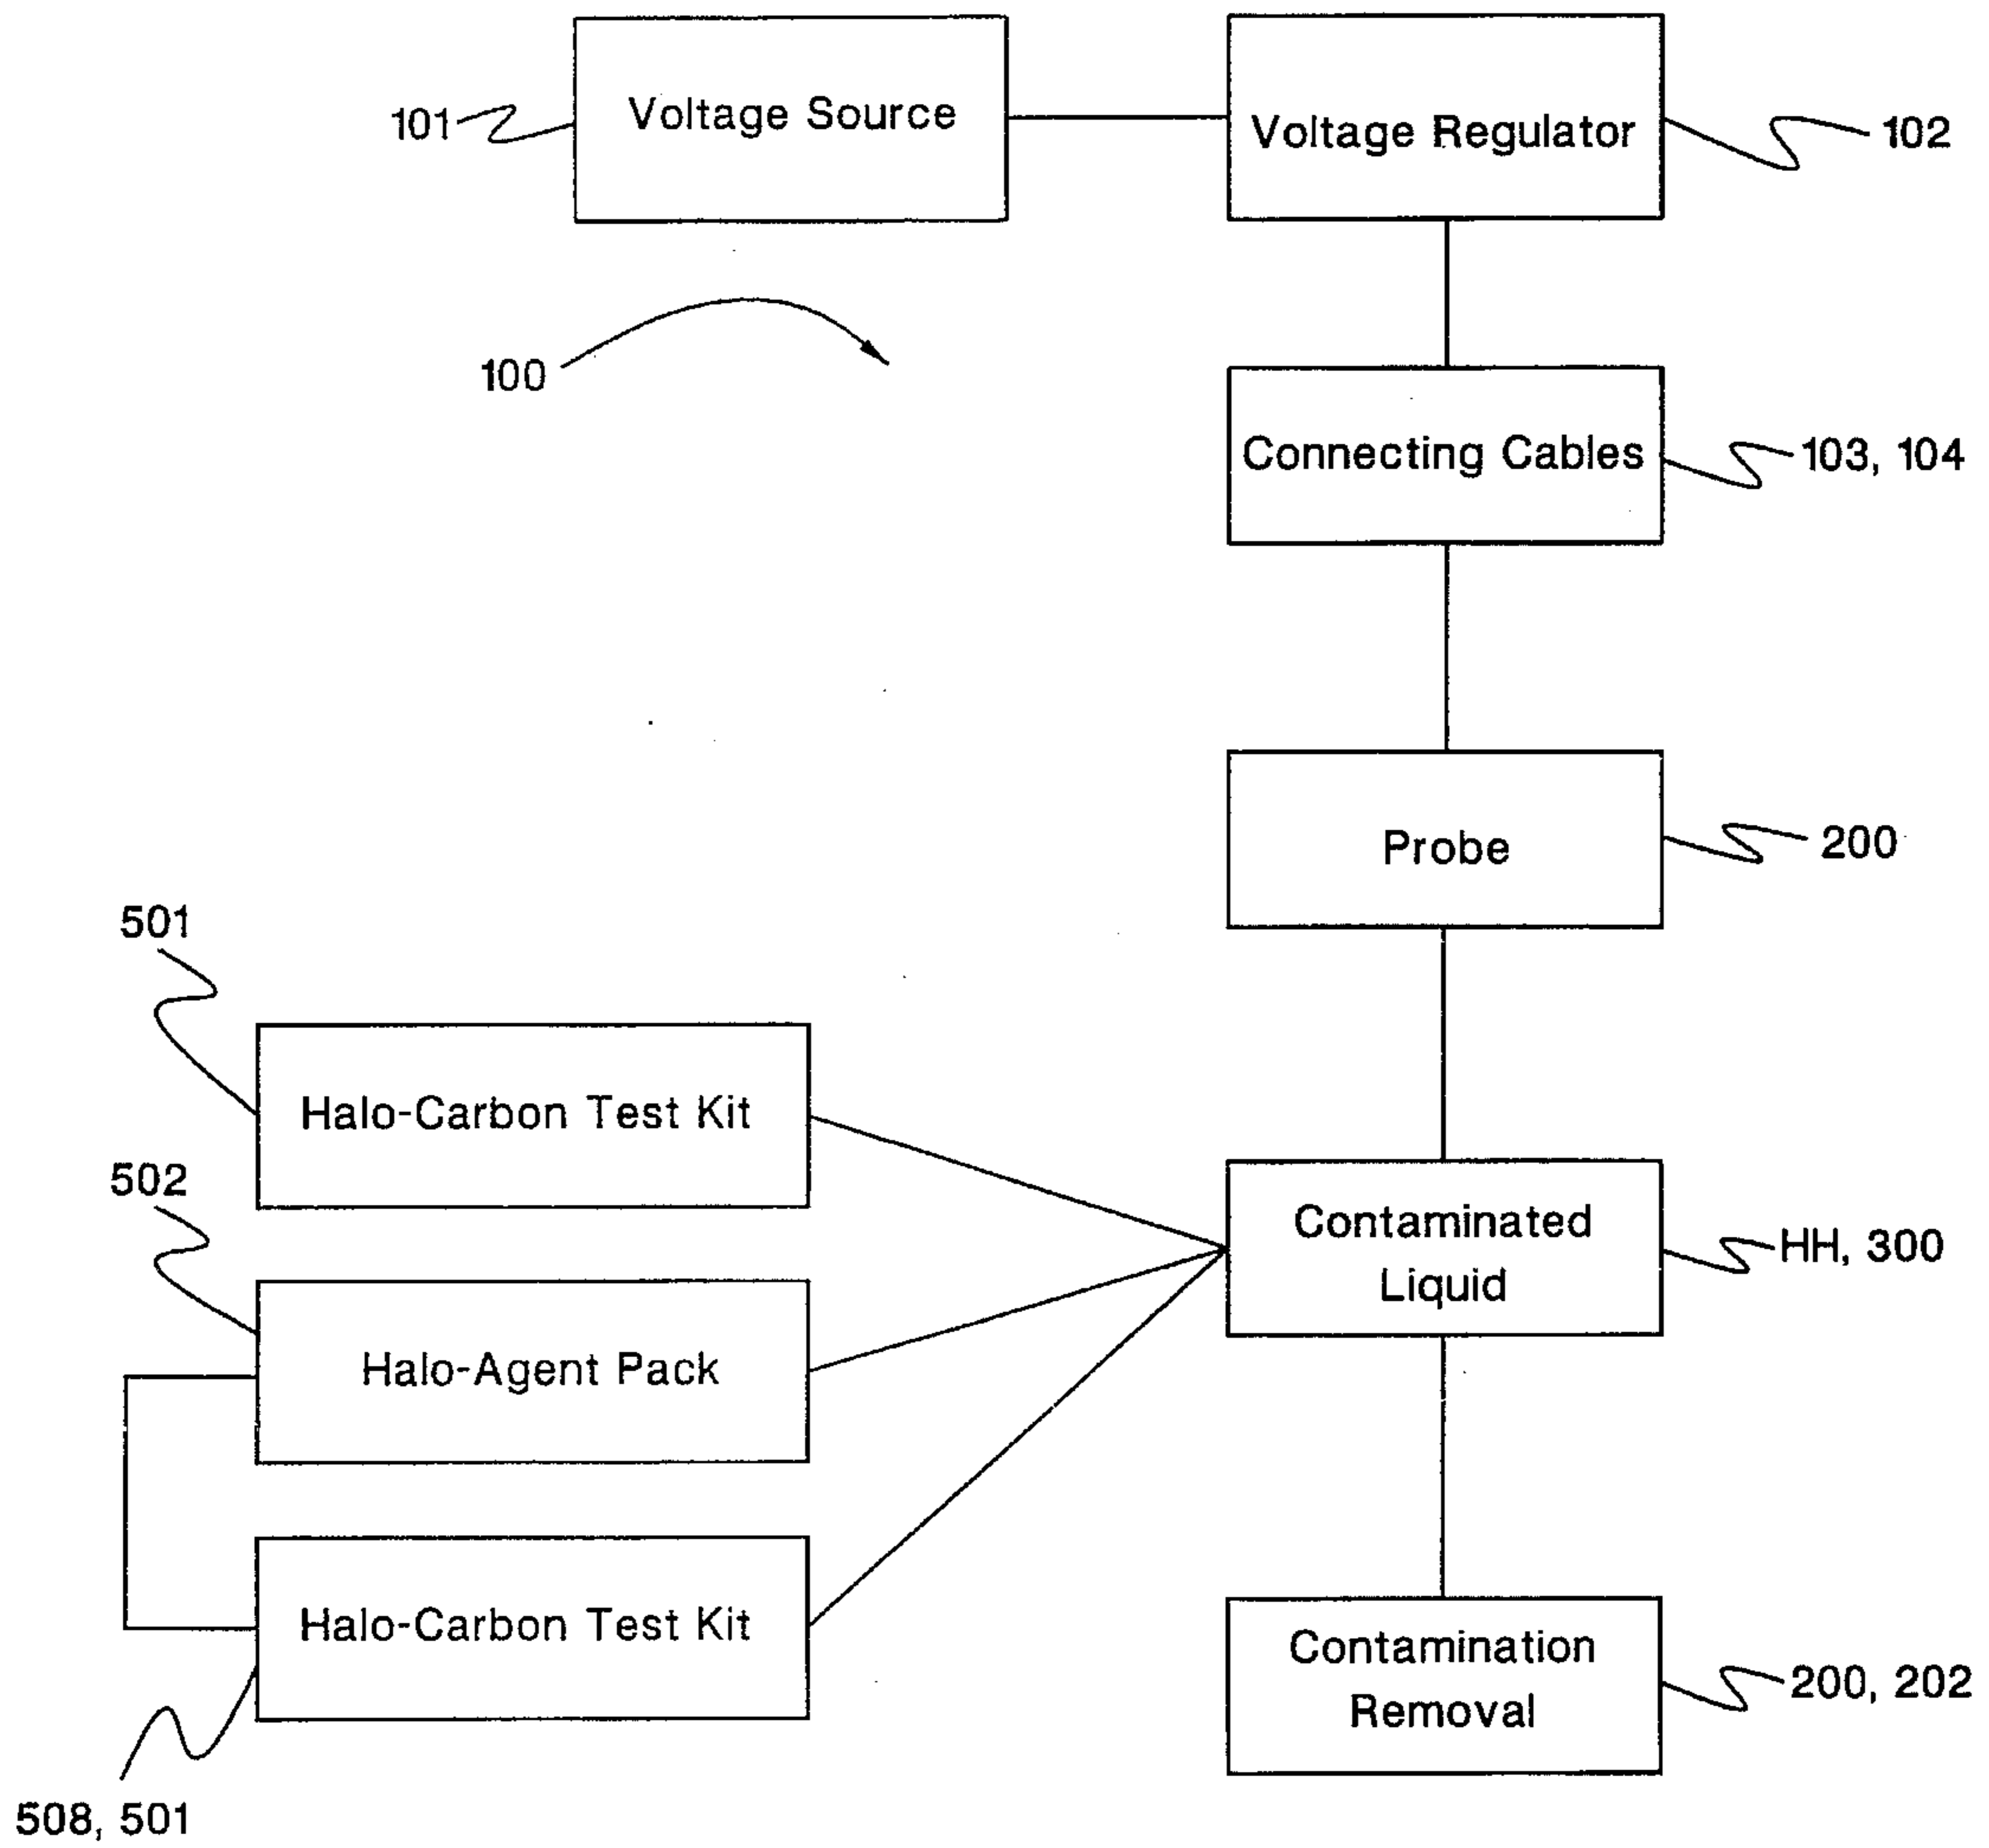 101
Voltage Source
Voltage Regulator
102
100
Connecting Cables
103, 104
Probe
200
501
Halo-Carbon Test Kit
502
Contaminated
Liquid
HH, 300
Halo-Agent Pack
Halo-Carbon Test Kit
Contamination
Removal
200, 202
508, 501